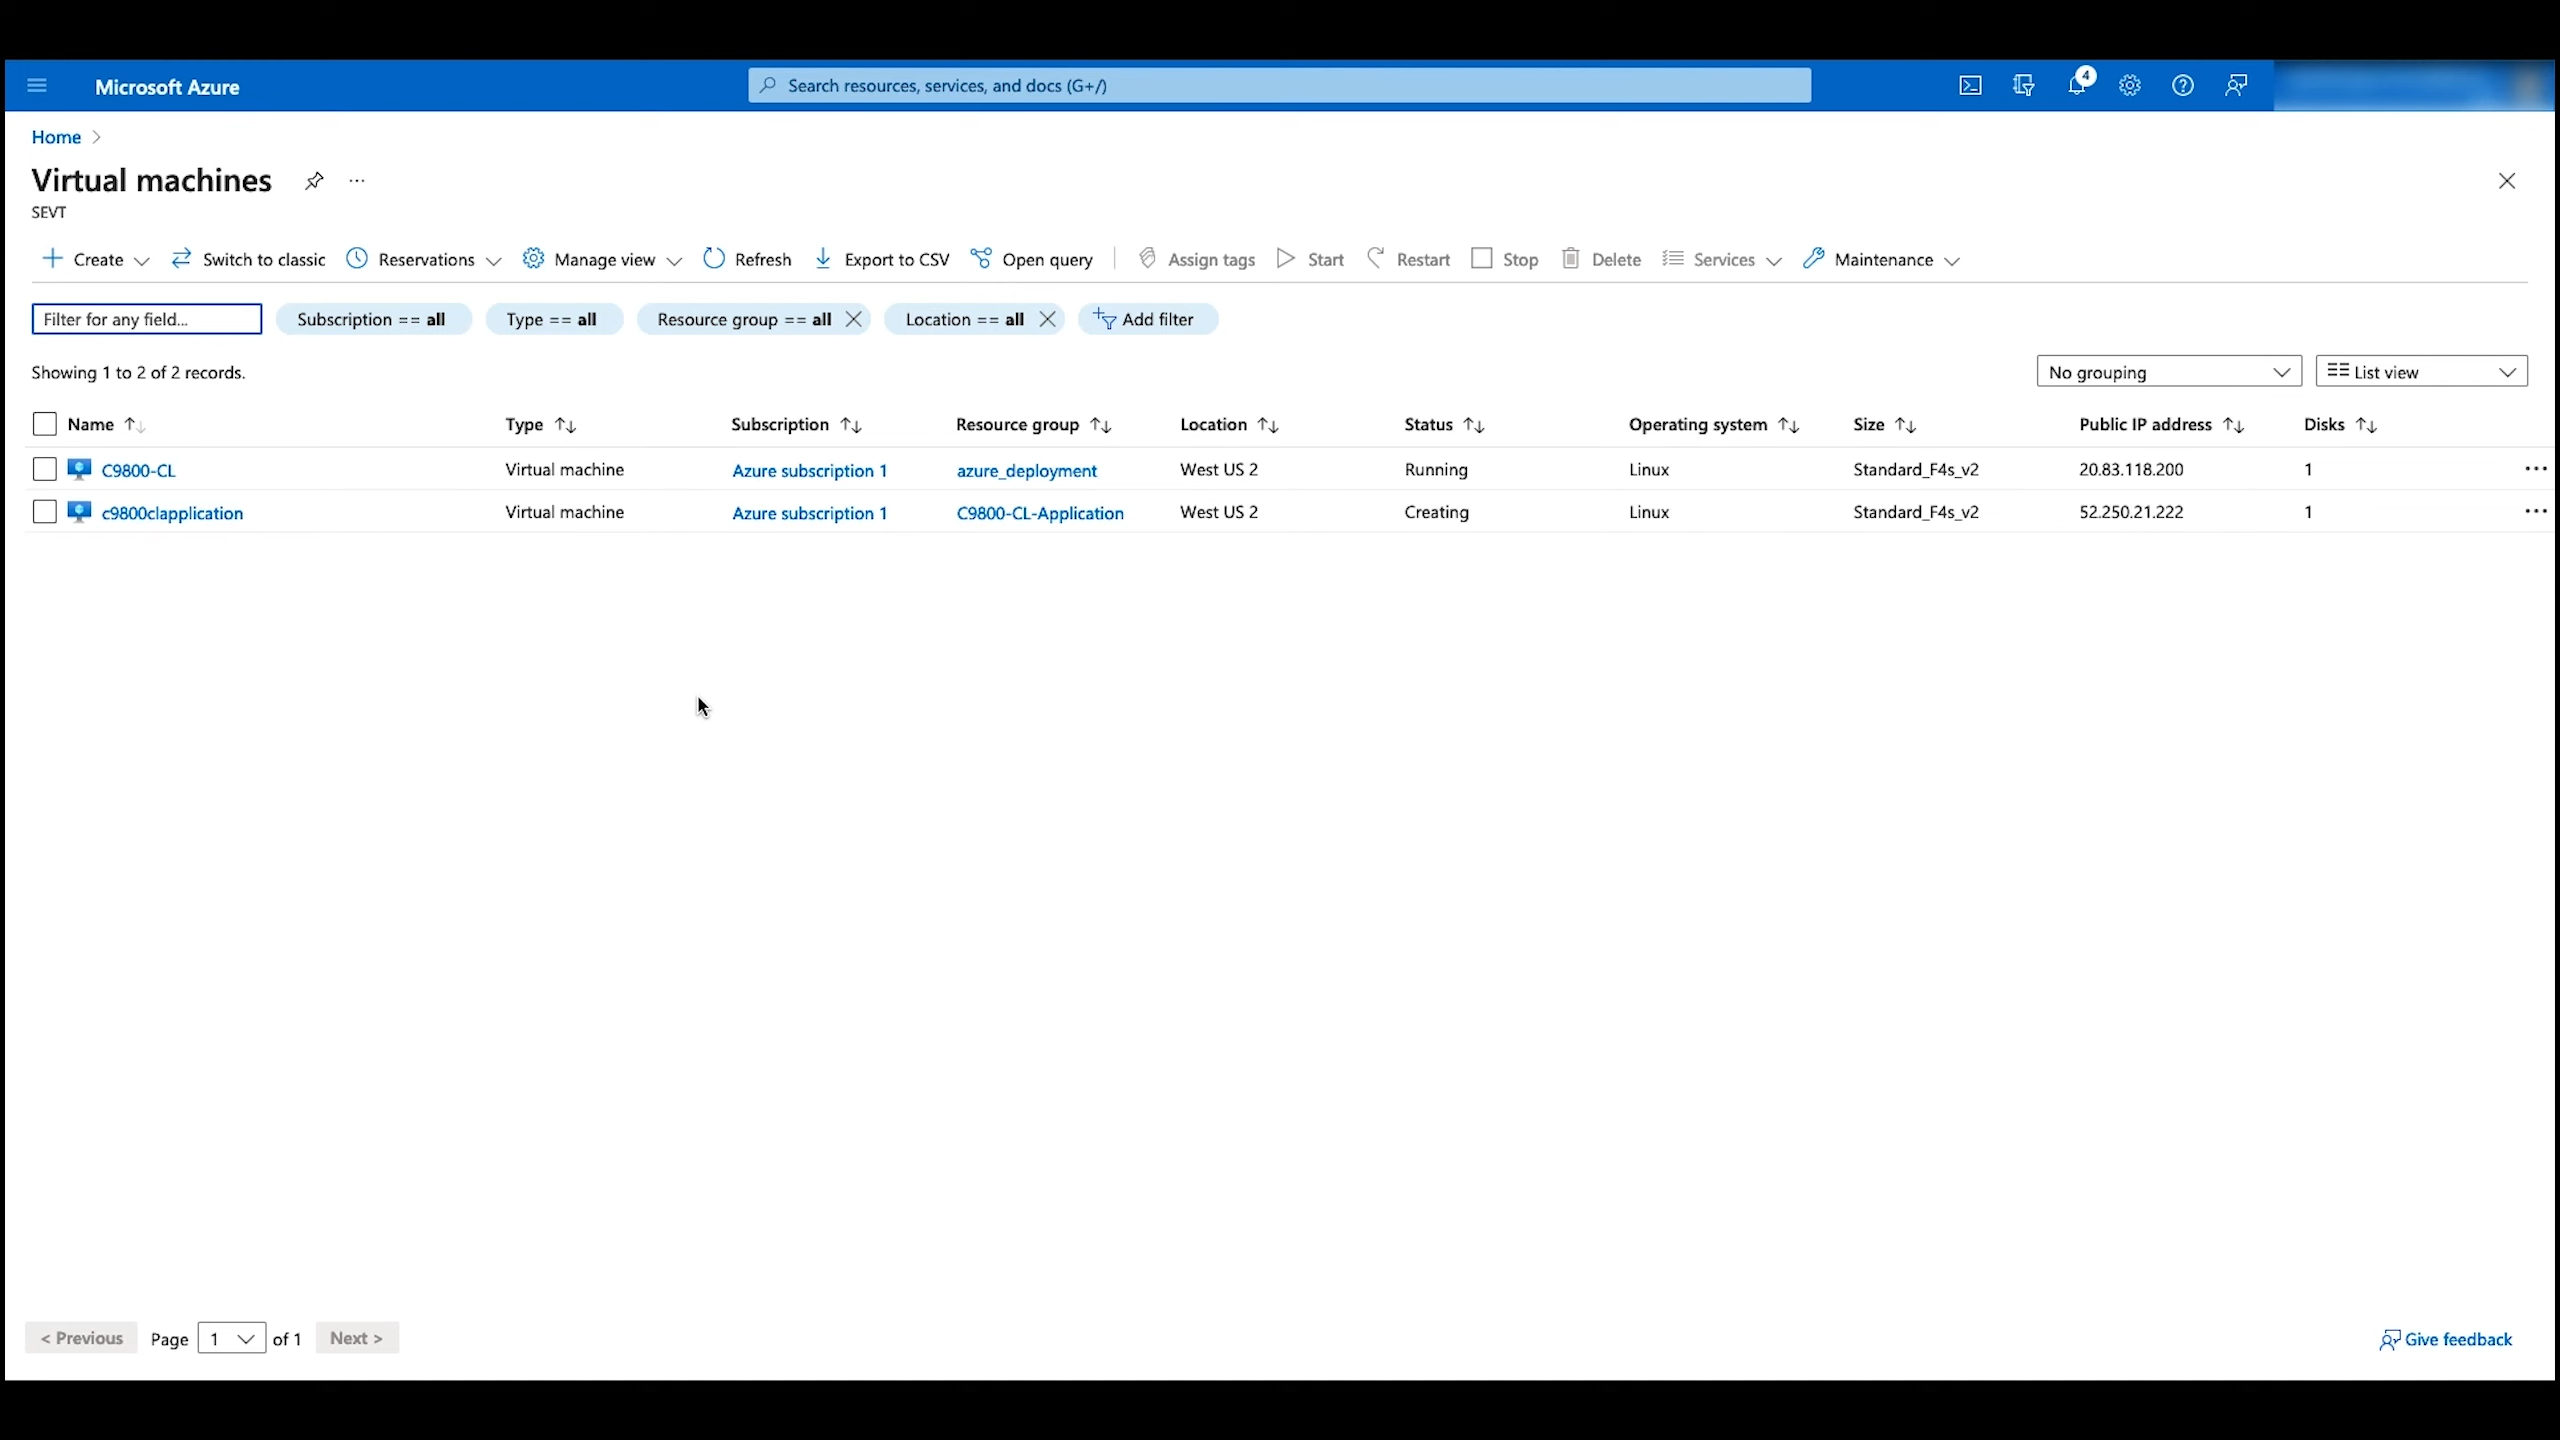 Microsoft Azure
Search resources, services, and docs (G+/)
4
Home
Virtual machines
SEVT
Create
Switch to classic
Reservations
Manage view
Refresh
Export to CSV
Open query
Assign tags
Start
Restart
Stop
Delete
Services
Maintenance
Filter for any field...
Subscription == all
Type == all
Resource group == all
Location == all
Add filter
Showing 1 to 2 of 2 records.
No grouping
List view
Name Type Subscription Resource group Location Status Operating system Size Public IP address Disks
C9800-CL Virtual machine Azure subscription 1 azure_deployment West US 2 Running Linux Standard_F4s_v2 20.83.118.200 1
c9800clapplication Virtual machine Azure subscription 1 C9800-CL-Application West US 2 Creating Linux Standard_F4s_v2 52.250.21.222 1
< Previous Page 1 of 1 Next >
Give feedback